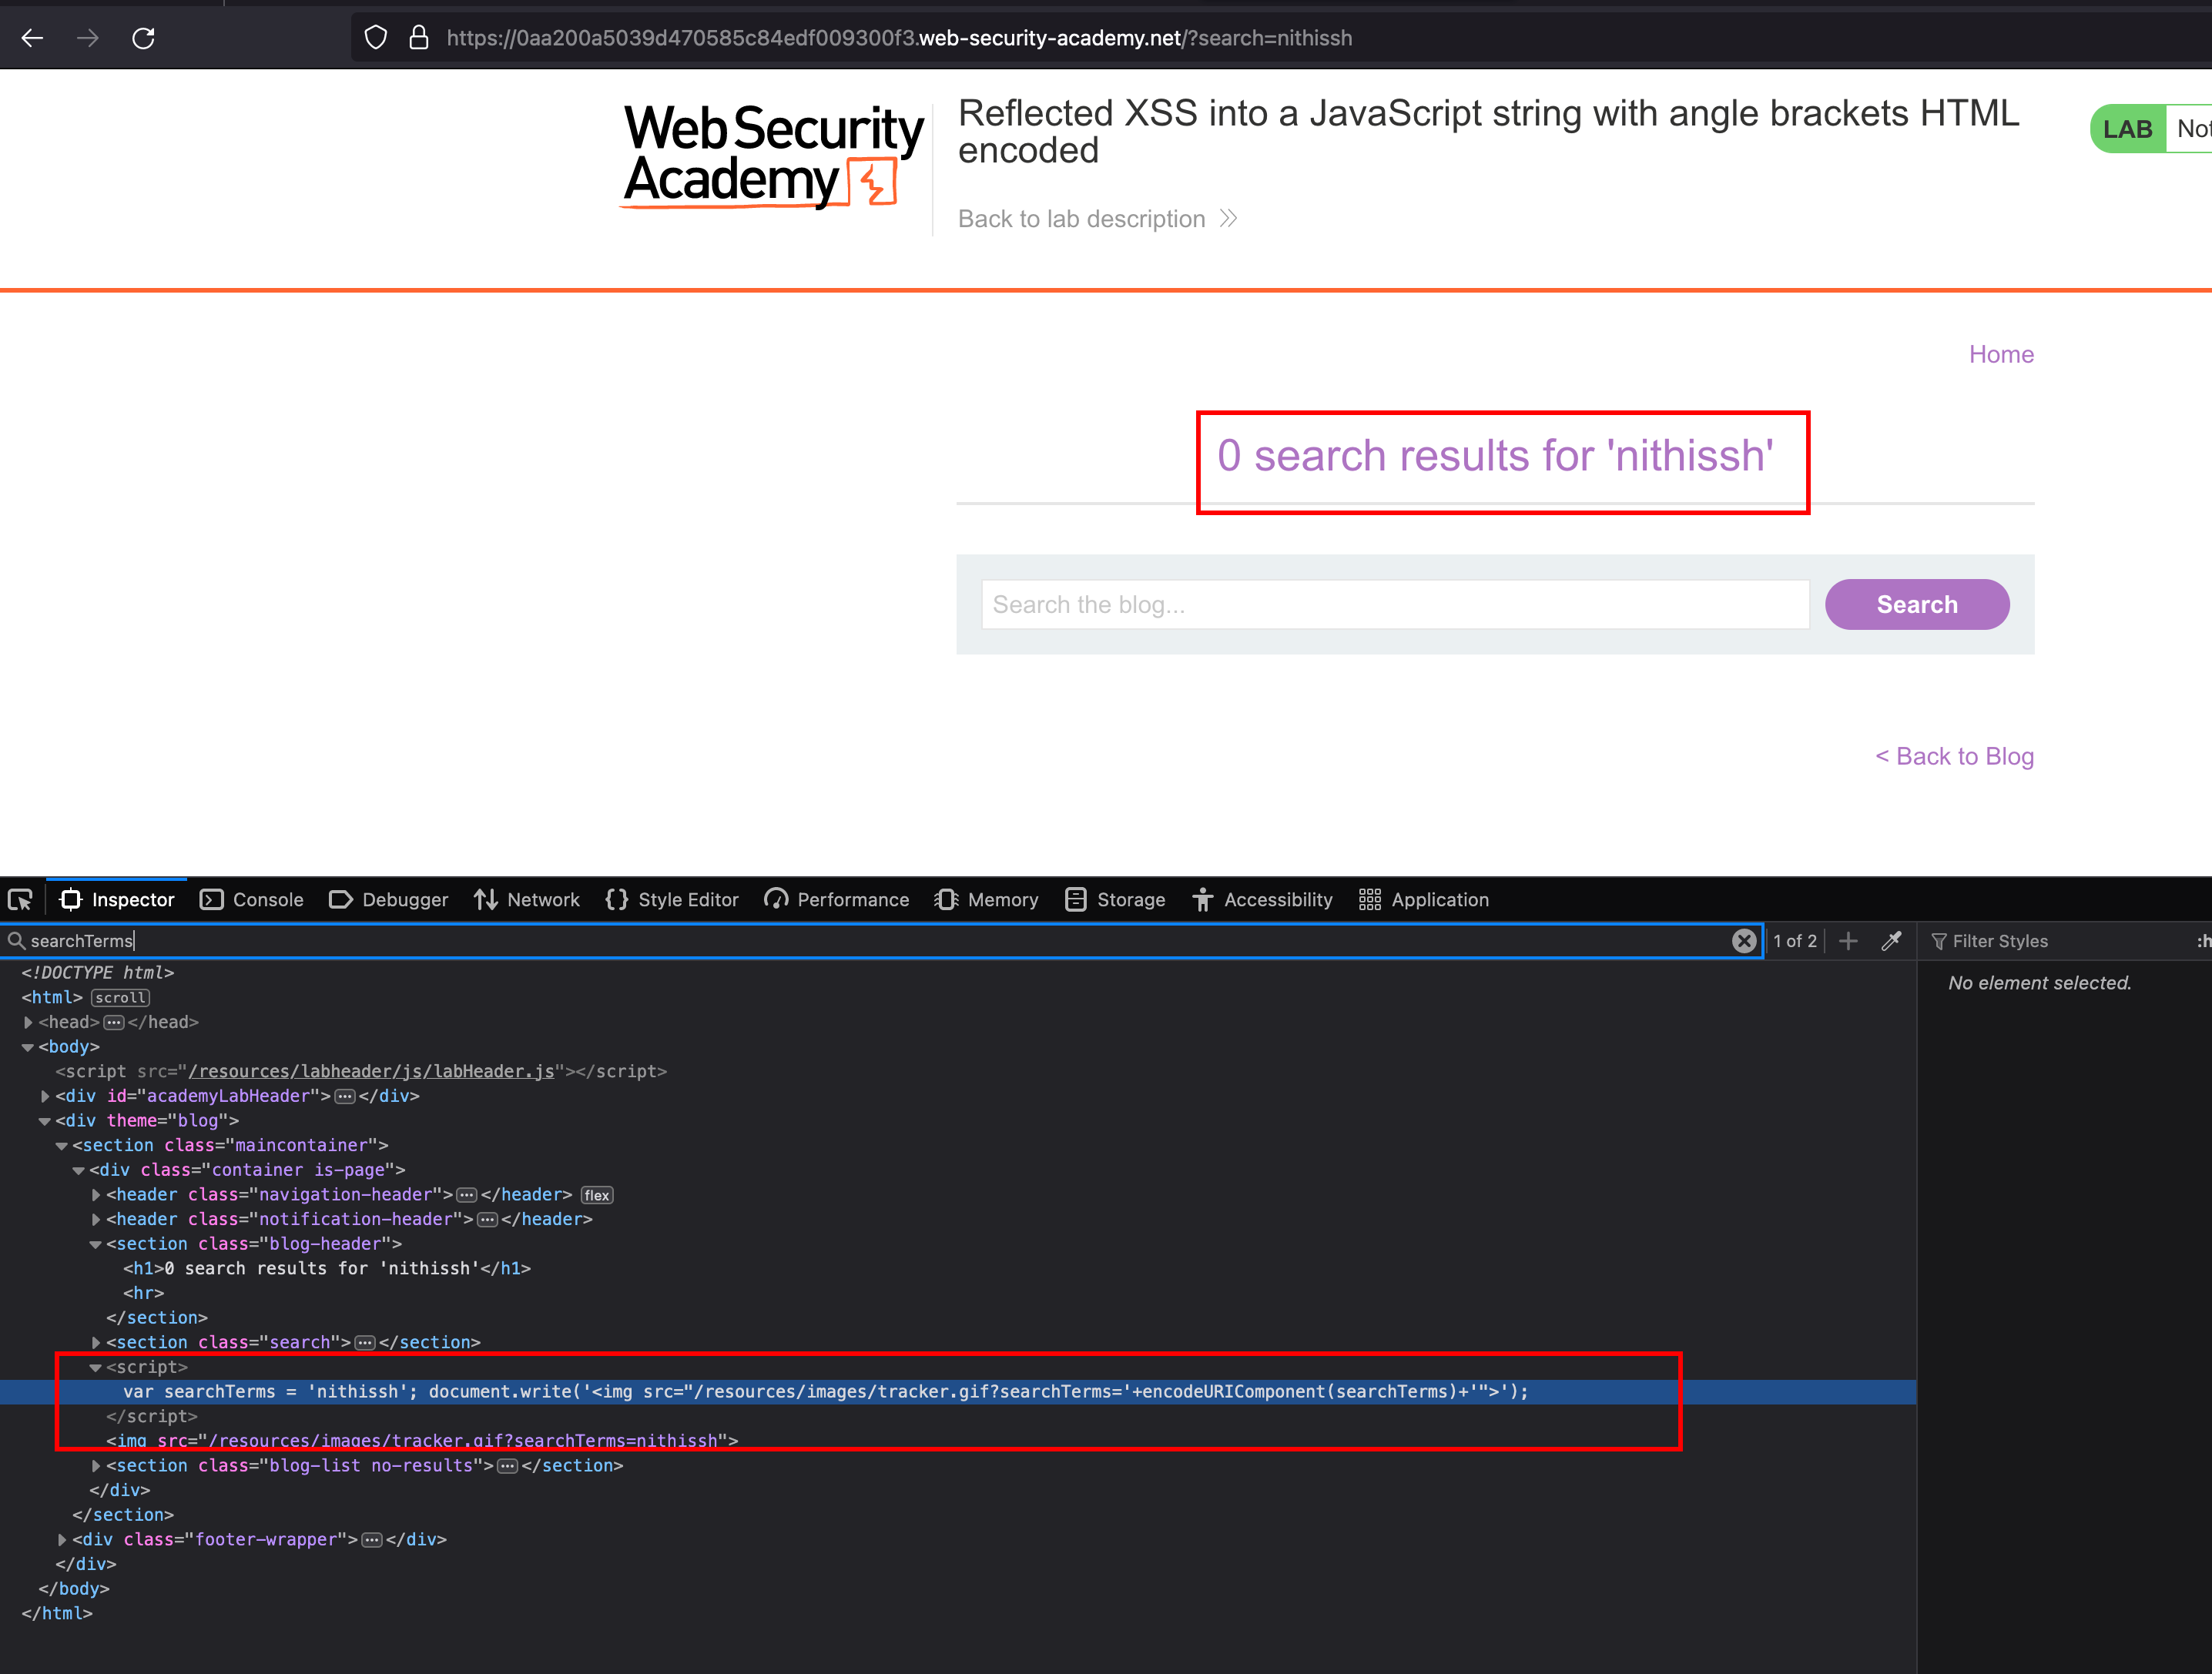 https://0aa200a5039d470585c84edf009300f3.web-security-academy.net/?search=nithissh
Web Security
Academy
Reflected XSS into a JavaScript string with angle brackets HTML
encoded
LAB
Back to lab description
Home
0 search results for 'nithissh'
Search the blog...
Search
< Back to Blog
Inspector Console Debugger Network Style Editor Performance Memory Storage Accessibility Application
searchTerms 1 of 2 Filter Styles
No element selected.
<!DOCTYPE html>
<html> scroll
<head> ... </head>
<body>
<script src="/resources/labheader/js/labHeader.js"></script>
<div id="academyLabHeader"> ... </div>
<div theme="blog">
<section class="maincontainer">
<div class="container is-page">
<header class="navigation-header"> ... </header> flex
<header class="notification-header"> ... </header>
<section class="blog-header">
<h1>0 search results for 'nithissh'</h1>
<hr>
</section>
<section class="search"> ... </section>
<script>
var searchTerms = 'nithissh'; document.write('<img src="/resources/images/tracker.gif?searchTerms='+encodeURIComponent(searchTerms)+'">');
</script>
<img src="/resources/images/tracker.gif?searchTerms=nithissh">
<section class="blog-list no-results"> ... </section>
</div>
</section>
<div class="footer-wrapper"> ... </div>
</div>
</body>
</html>